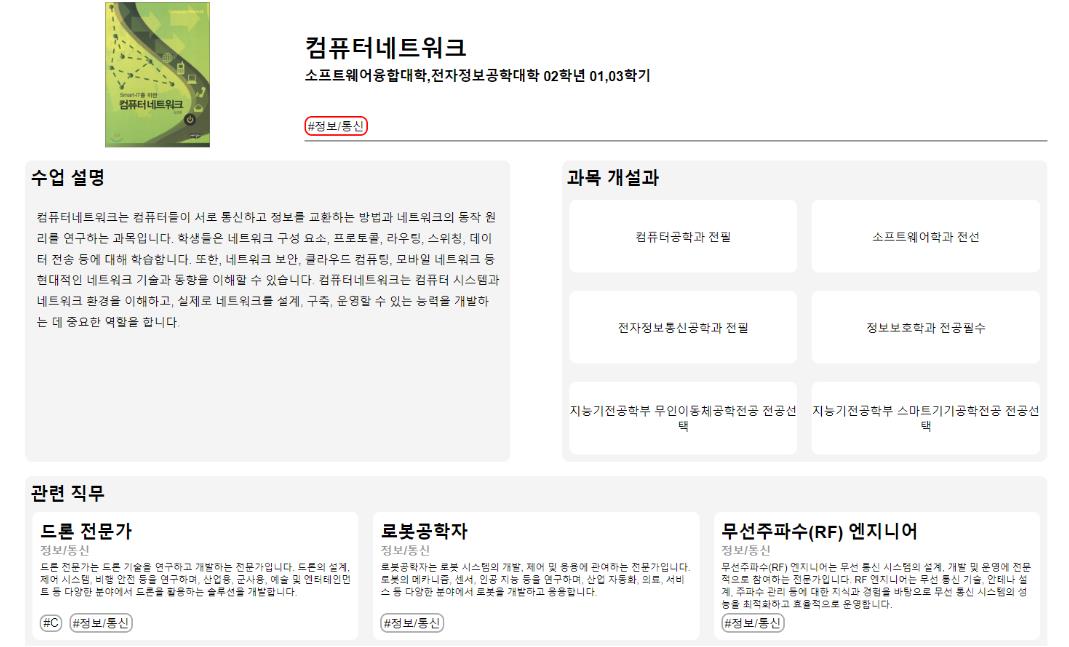 Smart-IT를 위한
컴퓨터네트워크
컴퓨터네트워크
소프트웨어융합대학,전자정보공학대학 02학년 01,03학기
#정보/통신
수업 설명
컴퓨터네트워크는 컴퓨터들이 서로 통신하고 정보를 교환하는 방법과 네트워크의 동작 원
리를 연구하는 과목입니다. 학생들은 네트워크 구성 요소, 프로토콜, 라우팅, 스위칭, 데이
터 전송 등에 대해 학습합니다. 또한, 네트워크 보안, 클라우드 컴퓨팅, 모바일 네트워크 등
현대적인 네트워크 기술과 동향을 이해할 수 있습니다. 컴퓨터네트워크는 컴퓨터 시스템과
네트워크 환경을 이해하고, 실제로 네트워크를 설계, 구축, 운영할 수 있는 능력을 개발하
는 데 중요한 역할을 합니다.
과목 개설과
컴퓨터공학과 전필
소프트웨어학과 전선
전자정보통신공학과 전필
정보보호학과 전공필수
지능기전공학부 무인이동체공학전공 전공선
택
지능기전공학부 스마트기기공학전공 전공선
택
관련 직무
드론 전문가
정보/통신
드론 전문가는 드론 기술을 연구하고 개발하는 전문가입니다. 드론의 설계,
제어 시스템, 비행 안전 등을 연구하며, 산업용, 군사용, 예술 및 엔터테인먼
트 등 다양한 분야에서 드론을 활용하는 솔루션을 개발합니다.
#C #정보/통신
로봇공학자
정보/통신
로봇공학자는 로봇 시스템의 개발, 제어 및 응용에 관여하는 전문가입니다.
로봇의 메카니즘, 센서, 인공 지능 등을 연구하며, 산업 자동화, 의료, 서비
스 등 다양한 분야에서 로봇을 개발하고 응용합니다.
#정보/통신
무선주파수(RF) 엔지니어
정보/통신
무선주파수(RF) 엔지니어는 무선 통신 시스템의 설계, 개발 및 운영에 전문
적으로 참여하는 전문가입니다. RF 엔지니어는 무선 통신 기술, 안테나 설
계, 주파수 관리 등에 대한 지식과 경험을 바탕으로 무선 통신 시스템의 성
능을 최적화하고 효율적으로 운영합니다.
#정보/통신